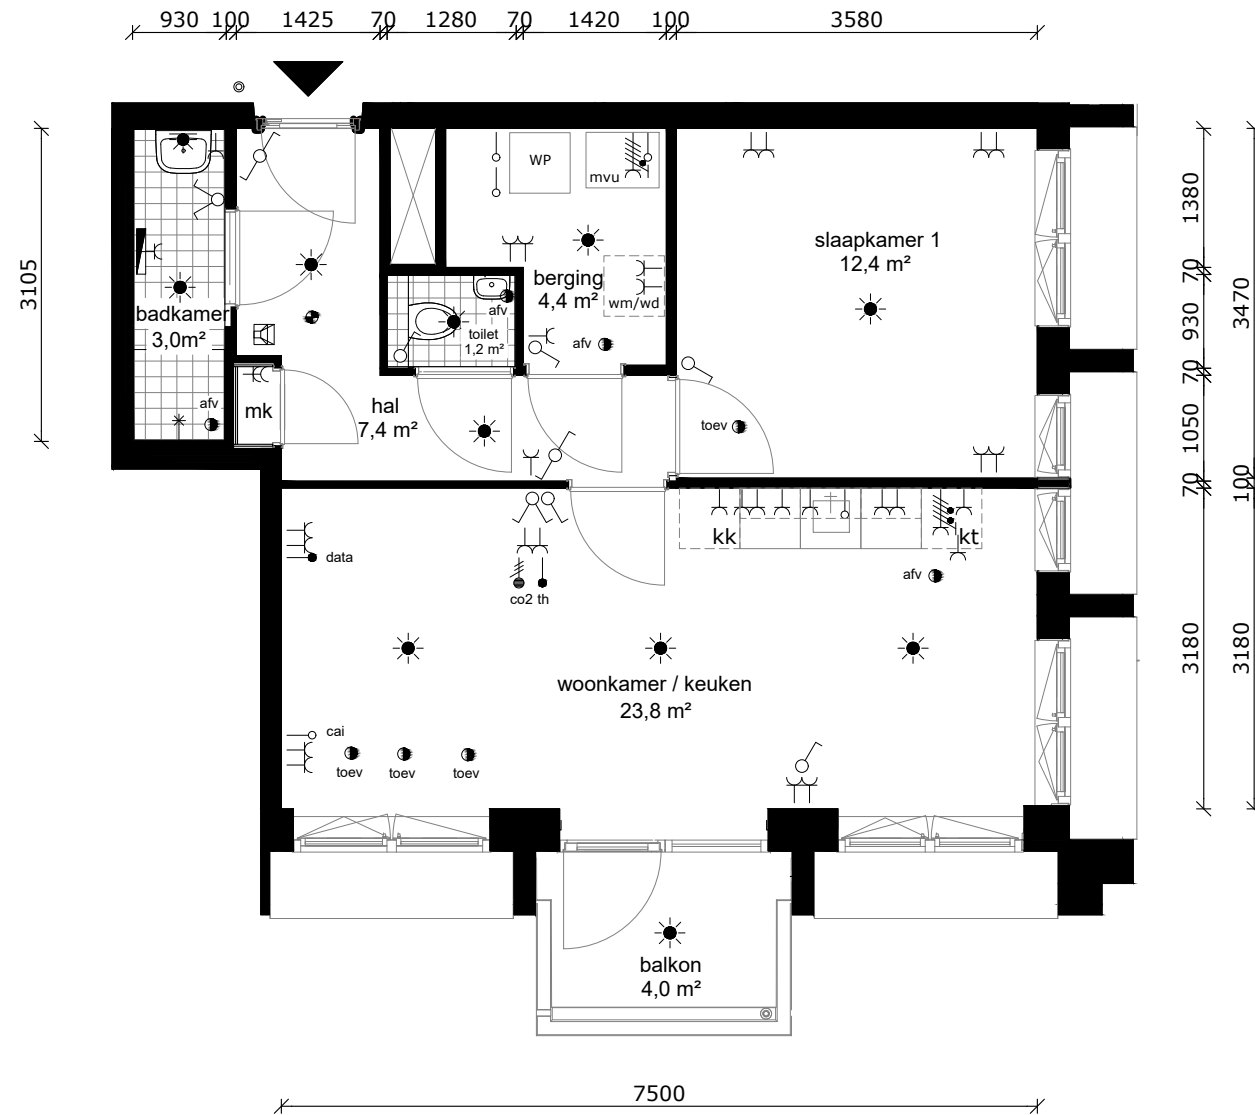 930 100 1425 70 1280 70 1420 100 3580
3105
WP
mvu
slaapkamer 1
12,4 m²
berging
4,4 m²
wm/wd
badkamer
3,0m²
afv
toilet
1,2 m²
afv
afv
mk
hal
7,4 m²
toev
1380
70
930
70
1050
70
3180
3470
100
3180
kk
kt
data
afv
co2 th
woonkamer / keuken
23,8 m²
cai
toev toev toev
balkon
4,0 m²
7500